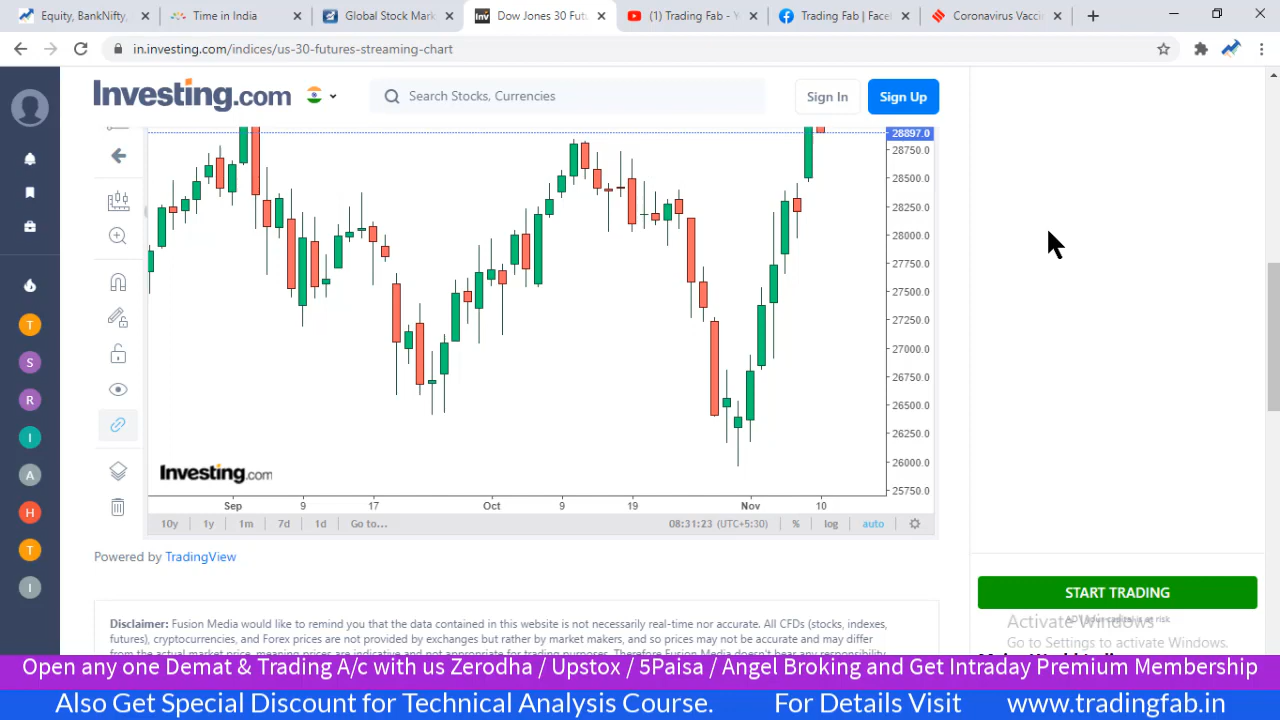 Equity, BankNifty,
Time in India
Global Stock Mark
Dow Jones 30 Fut
(1) Trading Fab - Y
Trading Fab | Face
Coronavirus Vacci
in.investing.com/indices/us-30-futures-streaming-chart
Investing.com
Search Stocks, Currencies
Sign In
Sign Up
28897.0
28750.0
28500.0
28250.0
28000.0
27750.0
27500.0
27250.0
27000.0
26750.0
26500.0
26250.0
26000.0
25750.0
T
S
R
I
A
H
T
I
Investing.com
Sep 9 17 Oct 9 19 Nov 10
10y 1y 1m 7d 1d Go to... 08:31:23 (UTC+5:30) % log auto
Powered by TradingView
START TRADING
Activate Windows
Go to Settings to activate Windows.
Disclaimer: Fusion Media would like to remind you that the data contained in this website is not necessarily real-time nor accurate. All CFDs (stocks, indexes,
futures), cryptocurrencies, and Forex prices are not provided by exchanges but rather by market makers, and so prices may not be accurate and may differ
Open any one Demat & Trading A/c with us Zerodha / Upstox / 5Paisa / Angel Broking and Get Intraday Premium Membership
Also Get Special Discount for Technical Analysis Course. For Details Visit www.tradingfab.in